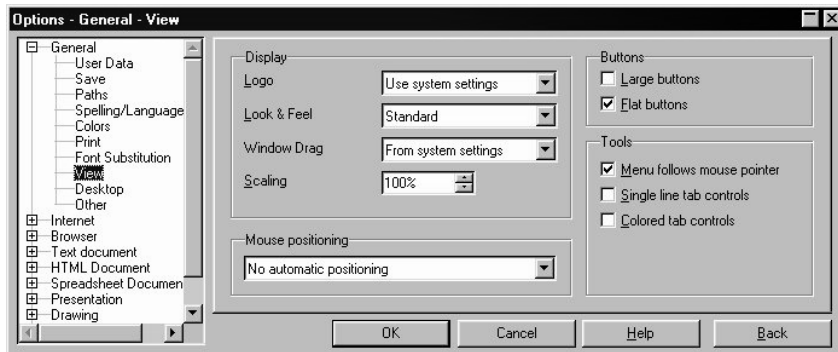 Options - General - View
General
User Data
Save
Paths
Spelling/Language
Colors
Print
Font Substitution
View
Desktop
Other
Internet
Browser
Text document
HTML Document
Spreadsheet Documen
Presentation
Drawing
Display
Logo Use system settings
Look & Feel Standard
Window Drag From system settings
Scaling 100%
Mouse positioning
No automatic positioning
Buttons
Large buttons
Flat buttons
Tools
Menu follows mouse pointer
Single line tab controls
Colored tab controls
OK Cancel Help Back